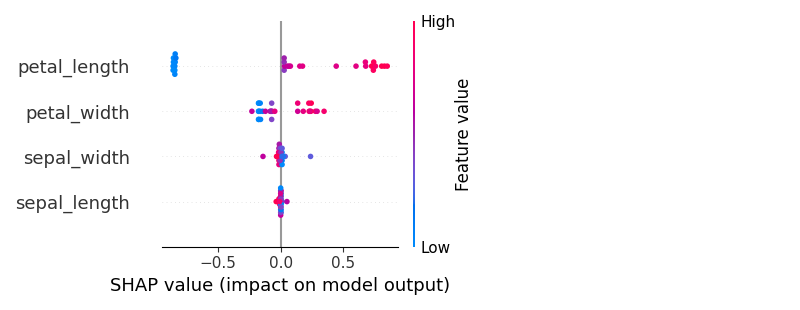 High
petal_length
petal_width
sepal_width
sepal_length
Feature value
Low
−0.5 0.0 0.5
SHAP value (impact on model output)